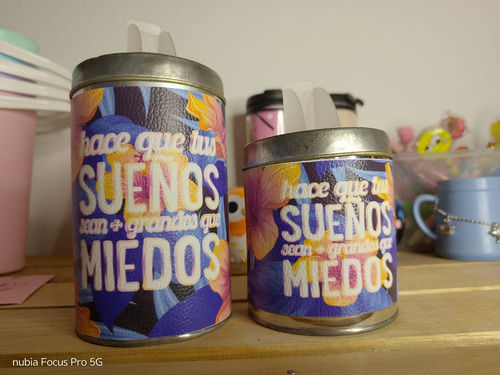 hace que tus
SUEÑOS
sean + grandes que
MIEDOS
hace que tus
SUEÑOS
sean + grandes que
MIEDOS
nubia Focus Pro 5G